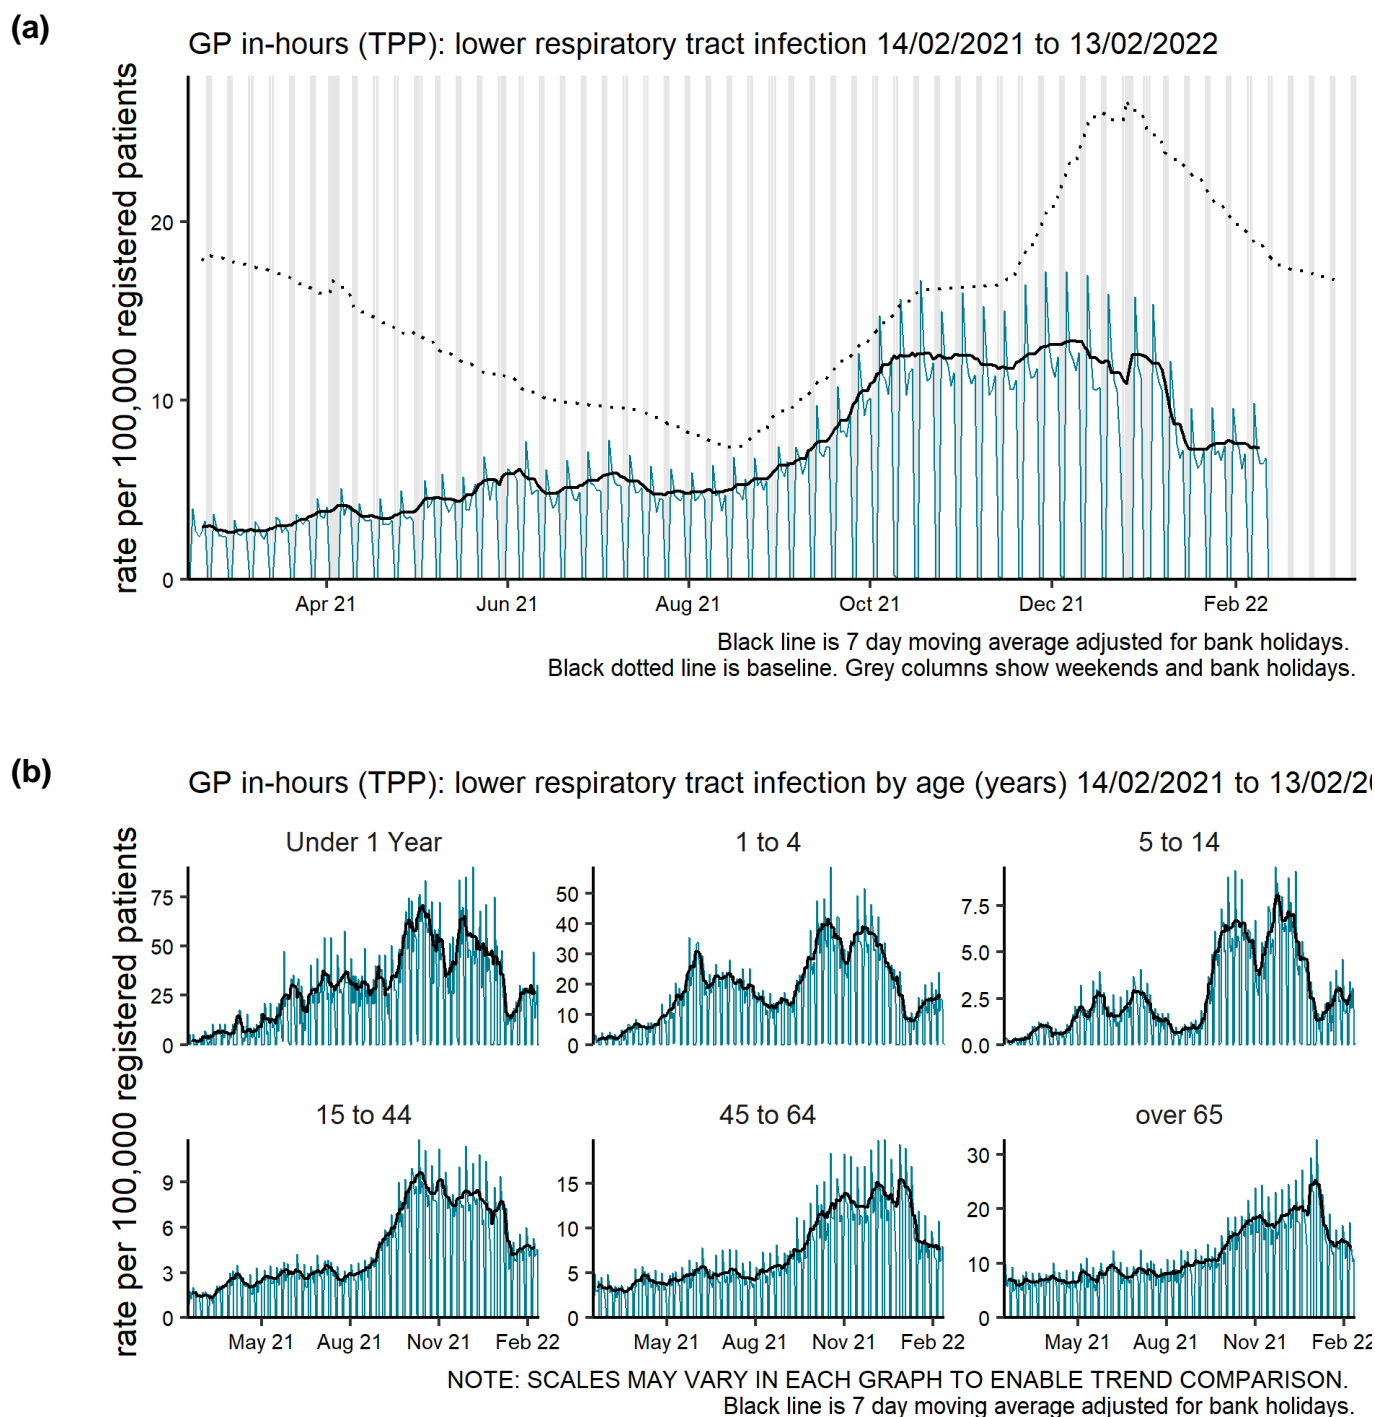 (a)
GP in-hours (TPP): lower respiratory tract infection 14/02/2021 to 13/02/2022
rate per 100,000 registered patients
20
10
0
Apr 21 Jun 21 Aug 21 Oct 21 Dec 21 Feb 22
Black line is 7 day moving average adjusted for bank holidays.
Black dotted line is baseline. Grey columns show weekends and bank holidays.
(b)
GP in-hours (TPP): lower respiratory tract infection by age (years) 14/02/2021 to 13/02/2
rate per 100,000 registered patients
Under 1 Year 1 to 4 5 to 14
75
50
25
0
50
40
30
20
10
0
7.5
5.0
2.5
0.0
15 to 44 45 to 64 over 65
9
6
3
0
15
10
5
0
30
20
10
0
May 21 Aug 21 Nov 21 Feb 22 May 21 Aug 21 Nov 21 Feb 22 May 21 Aug 21 Nov 21 Feb 22
NOTE: SCALES MAY VARY IN EACH GRAPH TO ENABLE TREND COMPARISON.
Black line is 7 day moving average adjusted for bank holidays.